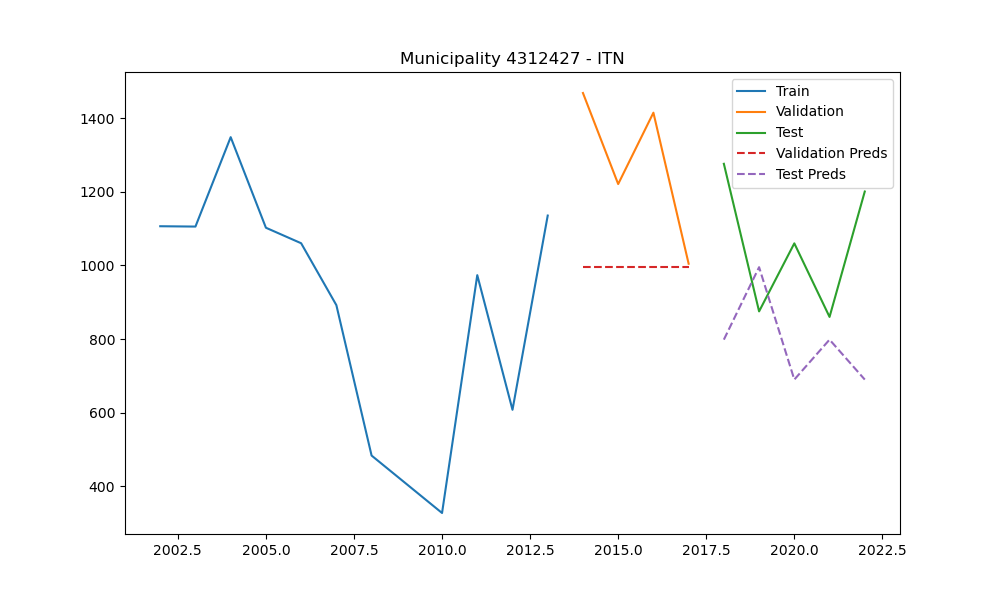 Municipality 4312427 - ITN
Train
Validation
Test
Validation Preds
Test Preds
1400
1200
1000
800
600
400
2002.5 2005.0 2007.5 2010.0 2012.5 2015.0 2017.5 2020.0 2022.5